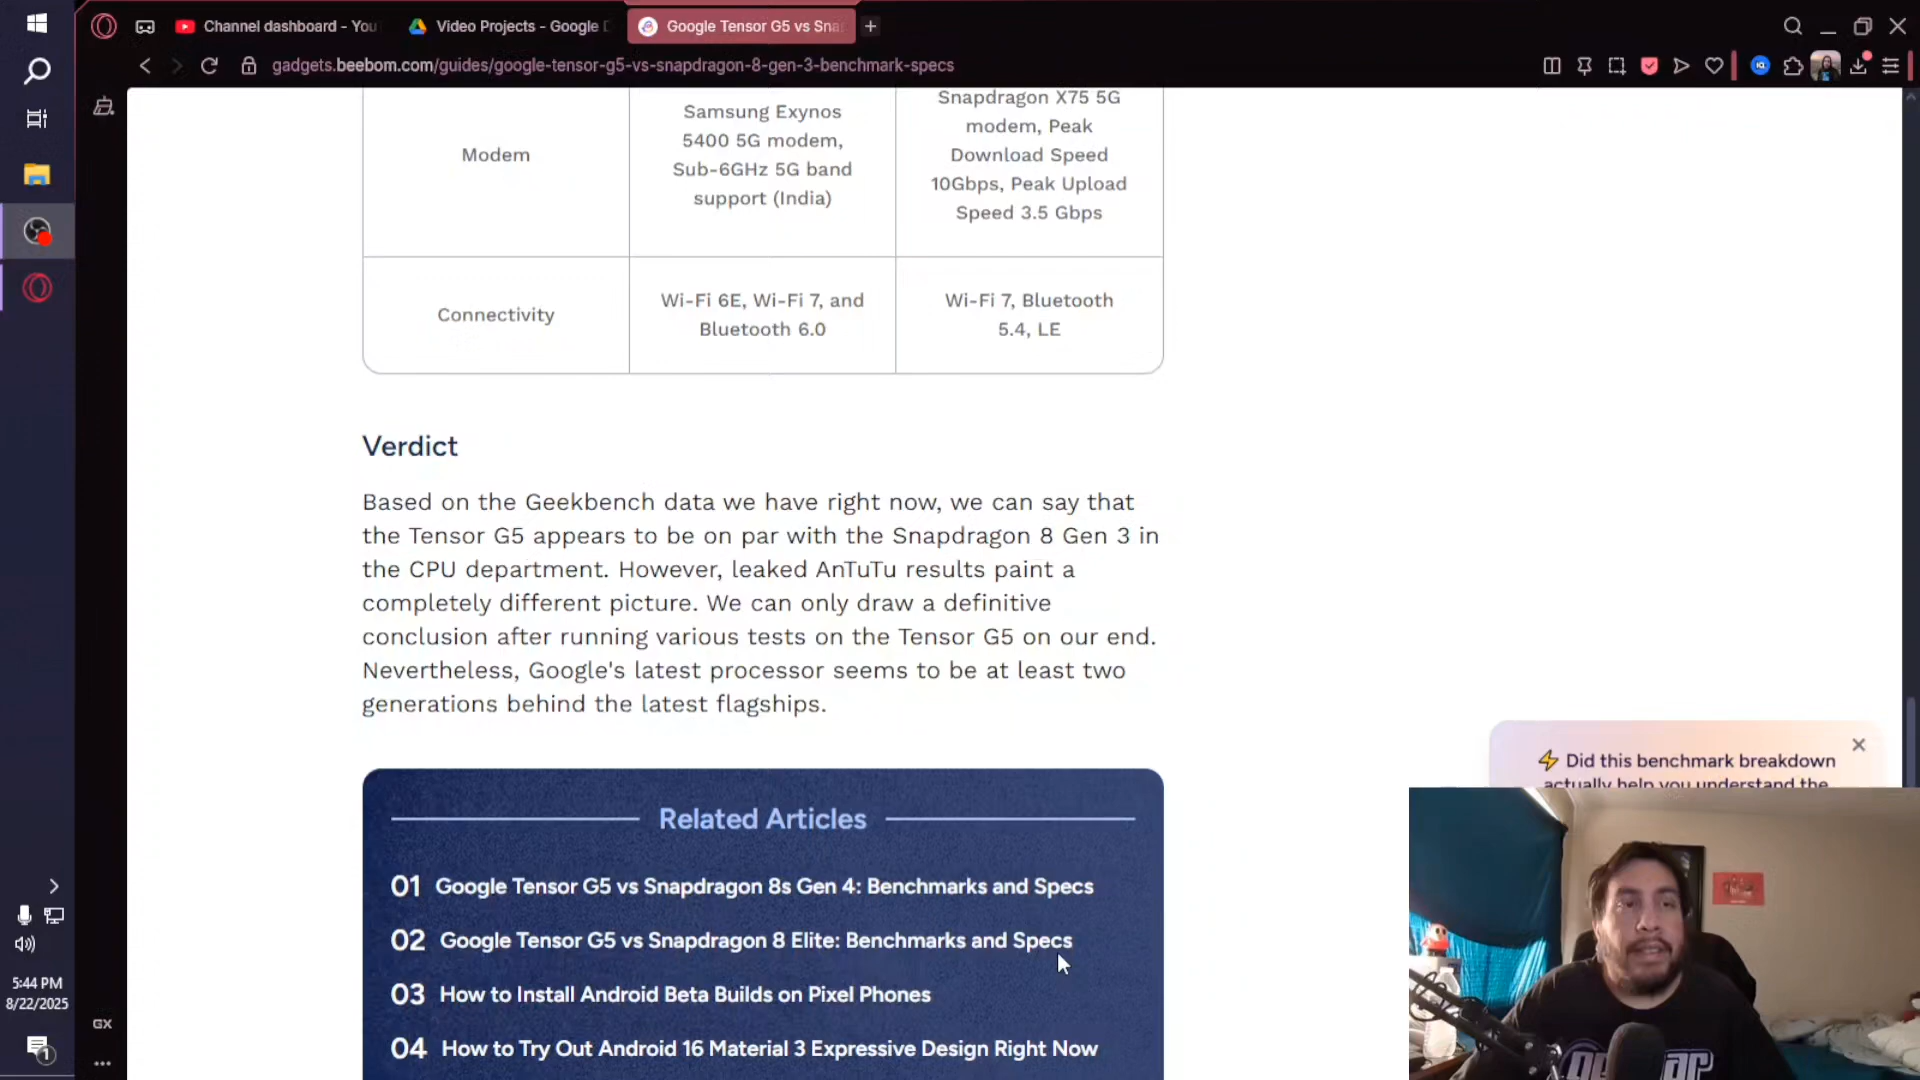 Channel dashboard - You
Video Projects - Google D
Google Tensor G5 vs Sna
gadgets.beebom.com/guides/google-tensor-g5-vs-snapdragon-8-gen-3-benchmark-specs
Modem
Samsung Exynos
5400 5G modem,
Sub-6GHz 5G band
support (India)
Snapdragon X75 5G
modem, Peak
Download Speed
10Gbps, Peak Upload
Speed 3.5 Gbps
Connectivity
Wi-Fi 6E, Wi-Fi 7, and
Bluetooth 6.0
Wi-Fi 7, Bluetooth
5.4, LE
Verdict
Based on the Geekbench data we have right now, we can say that
the Tensor G5 appears to be on par with the Snapdragon 8 Gen 3 in
the CPU department. However, leaked AnTuTu results paint a
completely different picture. We can only draw a definitive
conclusion after running various tests on the Tensor G5 on our end.
Nevertheless, Google's latest processor seems to be at least two
generations behind the latest flagships.
⚡ Did this benchmark breakdown
actually help you understand the
Related Articles
01 Google Tensor G5 vs Snapdragon 8s Gen 4: Benchmarks and Specs
02 Google Tensor G5 vs Snapdragon 8 Elite: Benchmarks and Specs
03 How to Install Android Beta Builds on Pixel Phones
04 How to Try Out Android 16 Material 3 Expressive Design Right Now
5:44 PM
8/22/2025
1
GX